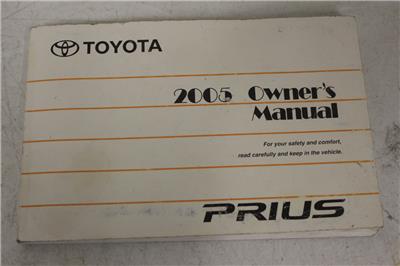 TOYOTA
2005 Owner's
Manual
For your safety and comfort,
read carefully and keep in the vehicle.
PRIUS